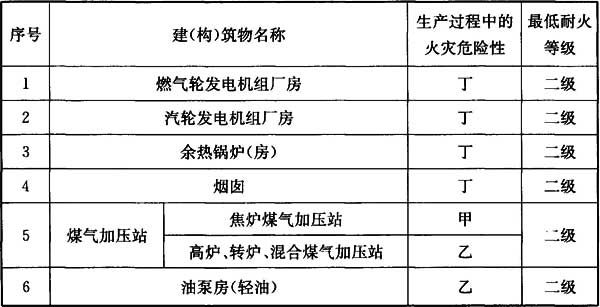 序号 建(构)筑物名称 生产过程中的火灾危险性 最低耐火等级
1 燃气轮发电机组厂房 丁 二级
2 汽轮发电机组厂房 丁 二级
3 余热锅炉(房) 丁 二级
4 烟囱 丁 二级
5 煤气加压站 焦炉煤气加压站 甲 二级
高炉、转炉、混合煤气加压站 乙
6 油泵房(轻油) 乙 二级